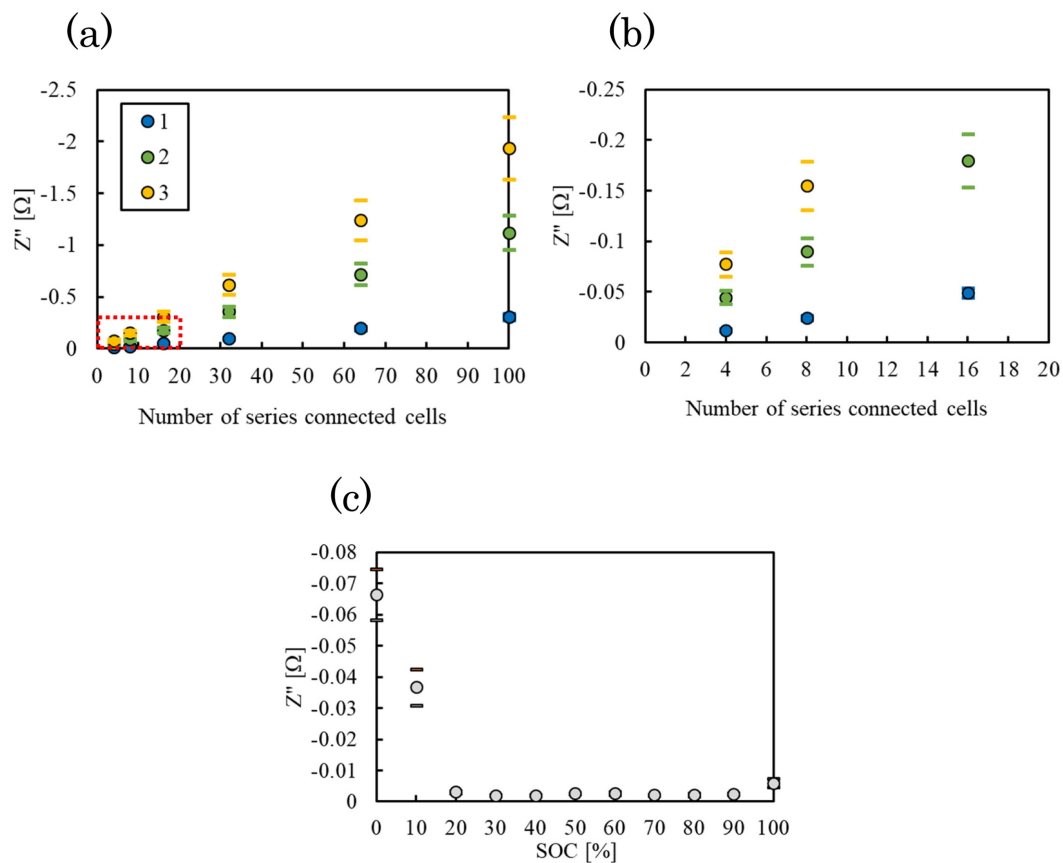 (a)
-2.5
-2
-1.5
-1
-0.5
0
Z" [Ω]
1
2
3
0 10 20 30 40 50 60 70 80 90 100
Number of series connected cells
(b)
-0.25
-0.2
-0.15
-0.1
-0.05
0
Z" [Ω]
0 2 4 6 8 10 12 14 16 18 20
Number of series connected cells
(c)
-0.08
-0.07
-0.06
-0.05
-0.04
-0.03
-0.02
-0.01
0
Z" [Ω]
0 10 20 30 40 50 60 70 80 90 100
SOC [%]